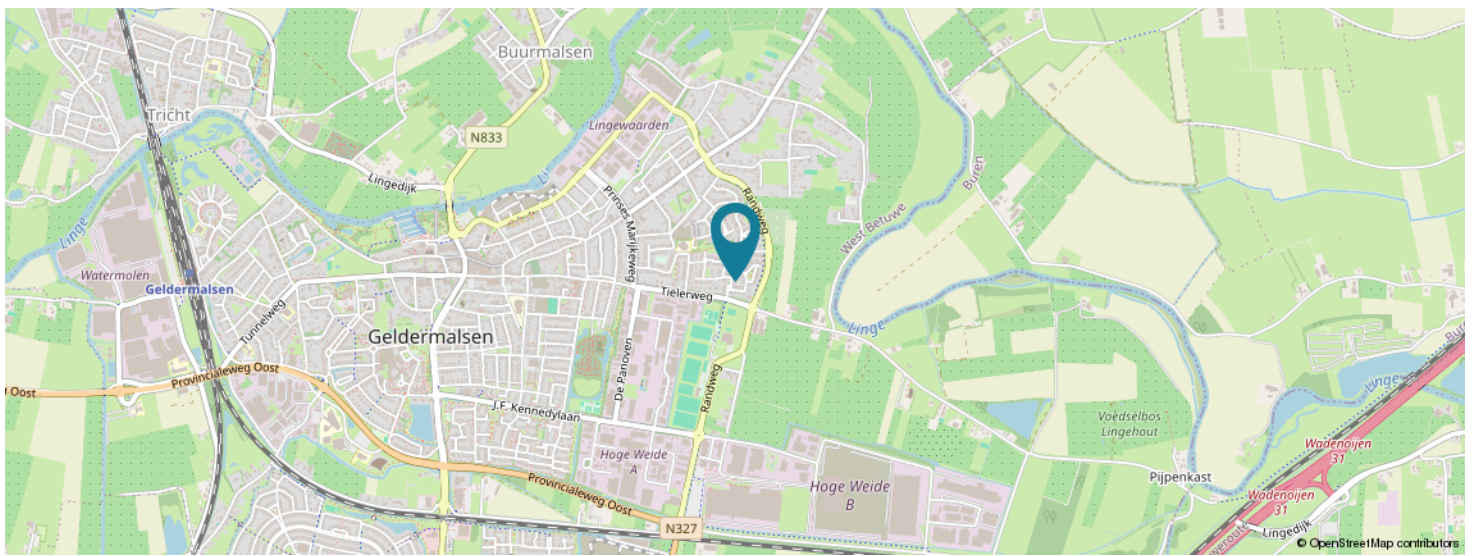 Buurmalsen
Tricht
N833
Lingewaarden
Lingedijk
Prinses Marijkeweg
Randweg
Buren
West Betuwe
Linge
Watermolen
Geldermalsen
Tunnelweg
Tielerweg
Linge
Geldermalsen
De Panoven
Randweg
Provincialeweg Oost
Oost
J.F. Kennedylaan
Voedselbos
Lingehout
Linge
Wadenoijen
31
Hoge Weide
A
Hoge Weide
B
Pijpenkast
Provincialeweg Oost
N327
Wadenoijen
31
Lingedijk
© OpenStreetMap contributors